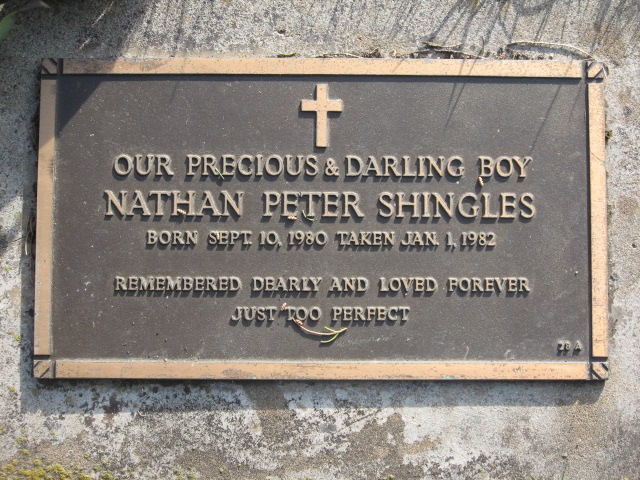 OUR PRECIOUS & DARLING BOY
NATHAN PETER SHINGLES
BORN SEPT. 10, 1980 TAKEN JAN. 1, 1982
REMEMBERED DEARLY AND LOVED FOREVER
JUST TOO PERFECT